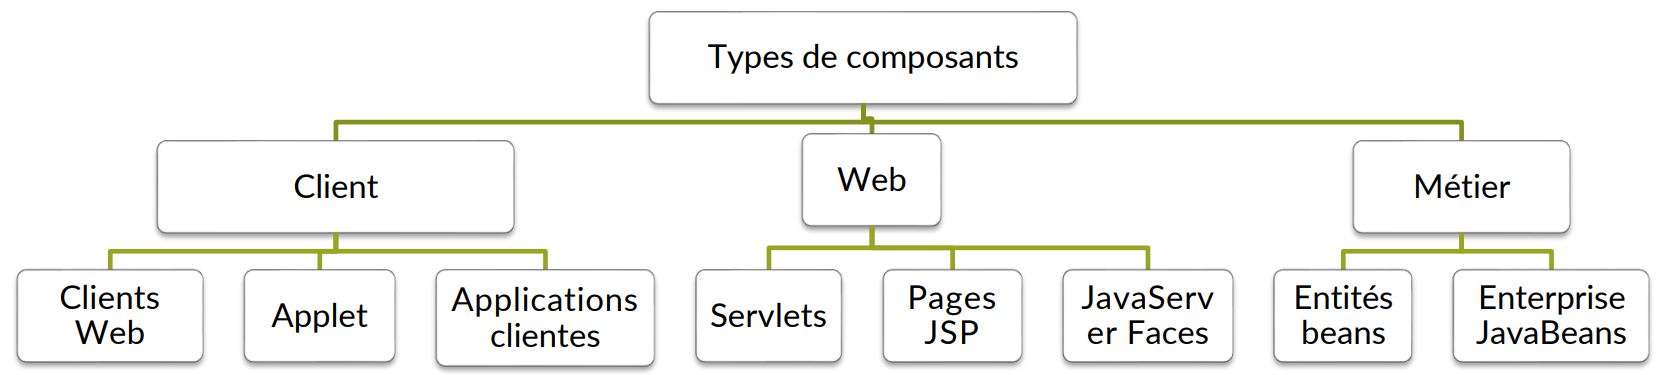 Types de composants
Client
Web
Métier
Clients
Web
Applet
Applications
clientes
Servlets
Pages
JSP
JavaServ
er Faces
Entités
beans
Enterprise
JavaBeans